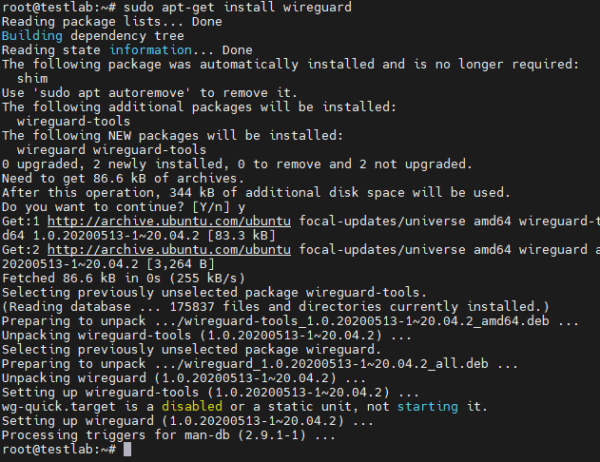 root@testlab:~# sudo apt-get install wireguard
Reading package lists... Done
Building dependency tree
Reading state information... Done
The following package was automatically installed and is no longer required:
  shim
Use 'sudo apt autoremove' to remove it.
The following additional packages will be installed:
  wireguard-tools
The following NEW packages will be installed:
  wireguard wireguard-tools
0 upgraded, 2 newly installed, 0 to remove and 2 not upgraded.
Need to get 86.6 kB of archives.
After this operation, 344 kB of additional disk space will be used.
Do you want to continue? [Y/n] y
Get:1 http://archive.ubuntu.com/ubuntu focal-updates/universe amd64 wireguard-t
d64 1.0.20200513-1~20.04.2 [83.3 kB]
Get:2 http://archive.ubuntu.com/ubuntu focal-updates/universe amd64 wireguard a
20200513-1~20.04.2 [3,264 B]
Fetched 86.6 kB in 0s (255 kB/s)
Selecting previously unselected package wireguard-tools.
(Reading database ... 175837 files and directories currently installed.)
Preparing to unpack .../wireguard-tools_1.0.20200513-1~20.04.2_amd64.deb ...
Unpacking wireguard-tools (1.0.20200513-1~20.04.2) ...
Selecting previously unselected package wireguard.
Preparing to unpack .../wireguard_1.0.20200513-1~20.04.2_all.deb ...
Unpacking wireguard (1.0.20200513-1~20.04.2) ...
Setting up wireguard-tools (1.0.20200513-1~20.04.2) ...
wg-quick.target is a disabled or a static unit, not starting it.
Setting up wireguard (1.0.20200513-1~20.04.2) ...
Processing triggers for man-db (2.9.1-1) ...
root@testlab:~#